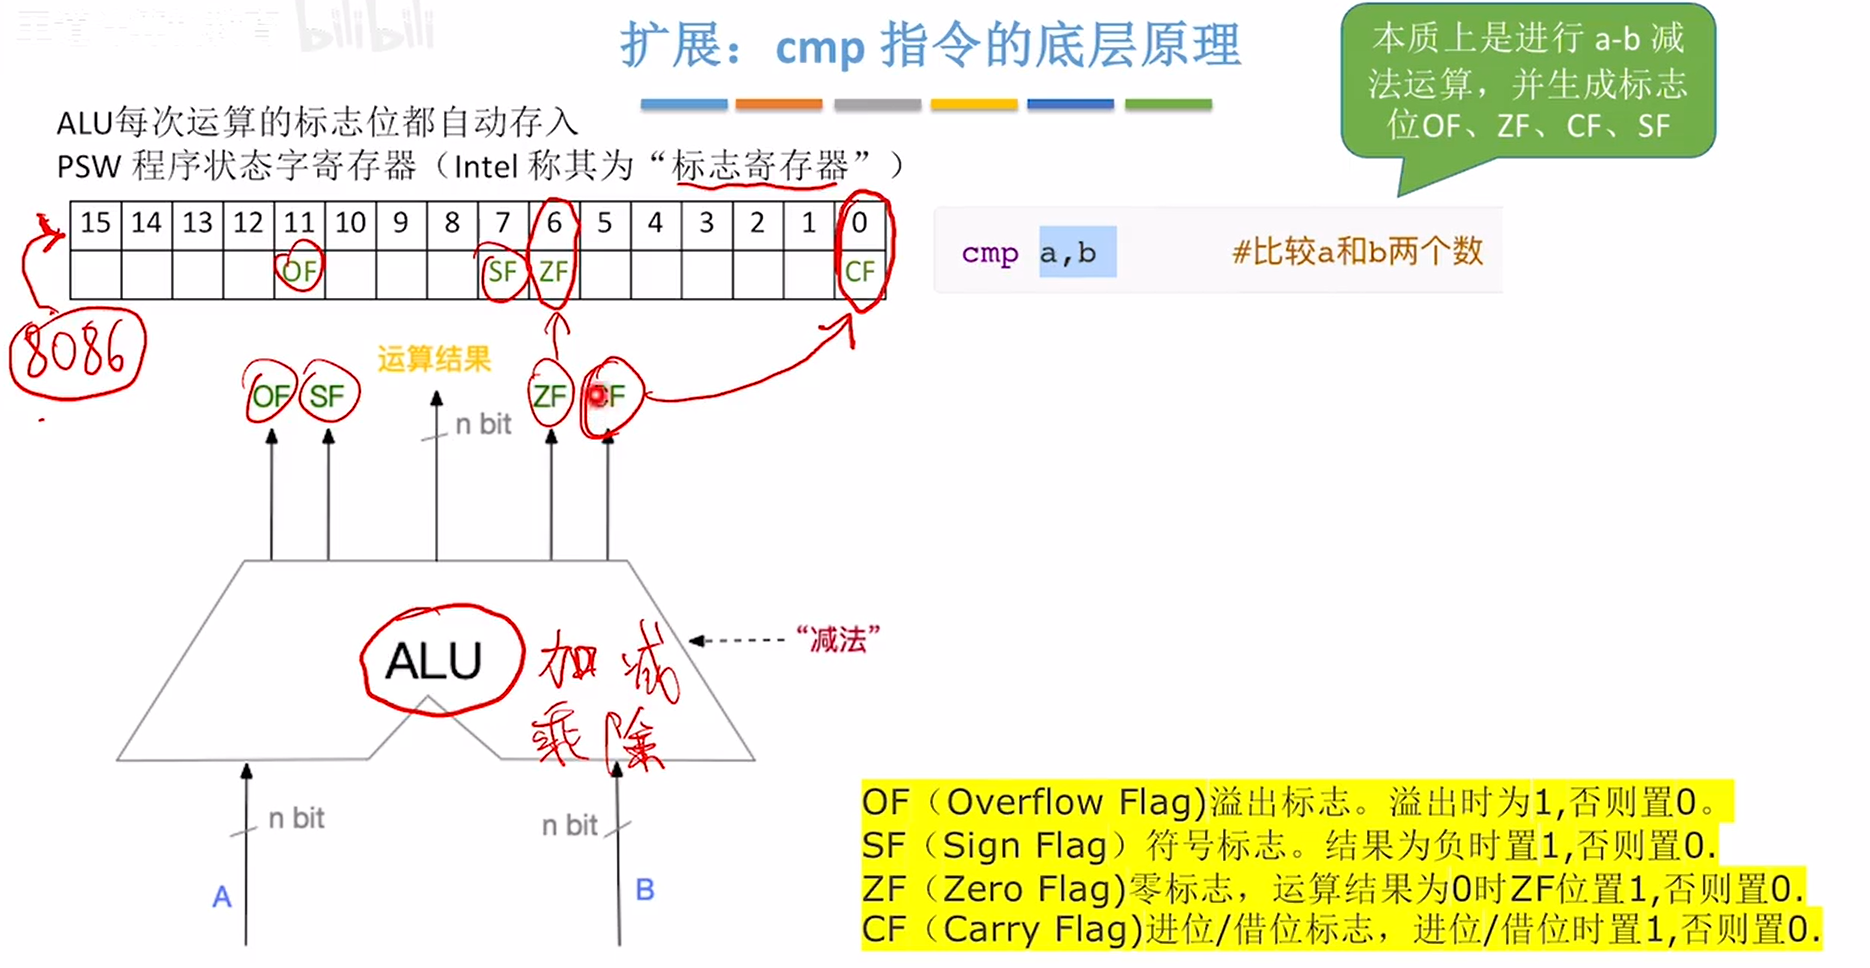 bilibili
扩展：cmp 指令的底层原理
本质上是进行 a-b 减
法运算，并生成标志
位OF、ZF、CF、SF
ALU每次运算的标志位都自动存入
PSW 程序状态字寄存器（Intel 称其为“标志寄存器”）
15 14 13 12 11 10 9 8 7 6 5 4 3 2 1 0
OF SF ZF CF
cmp a,b #比较a和b两个数
8086
运算结果
OF SF ZF CF
n bit
ALU
加 减
乘 除
“减法”
n bit
n bit
A
B
OF（Overflow Flag)溢出标志。溢出时为1,否则置0。
SF（Sign Flag）符号标志。结果为负时置1,否则置0.
ZF（Zero Flag)零标志，运算结果为0时ZF位置1,否则置0.
CF（Carry Flag)进位/借位标志，进位/借位时置1,否则置0.